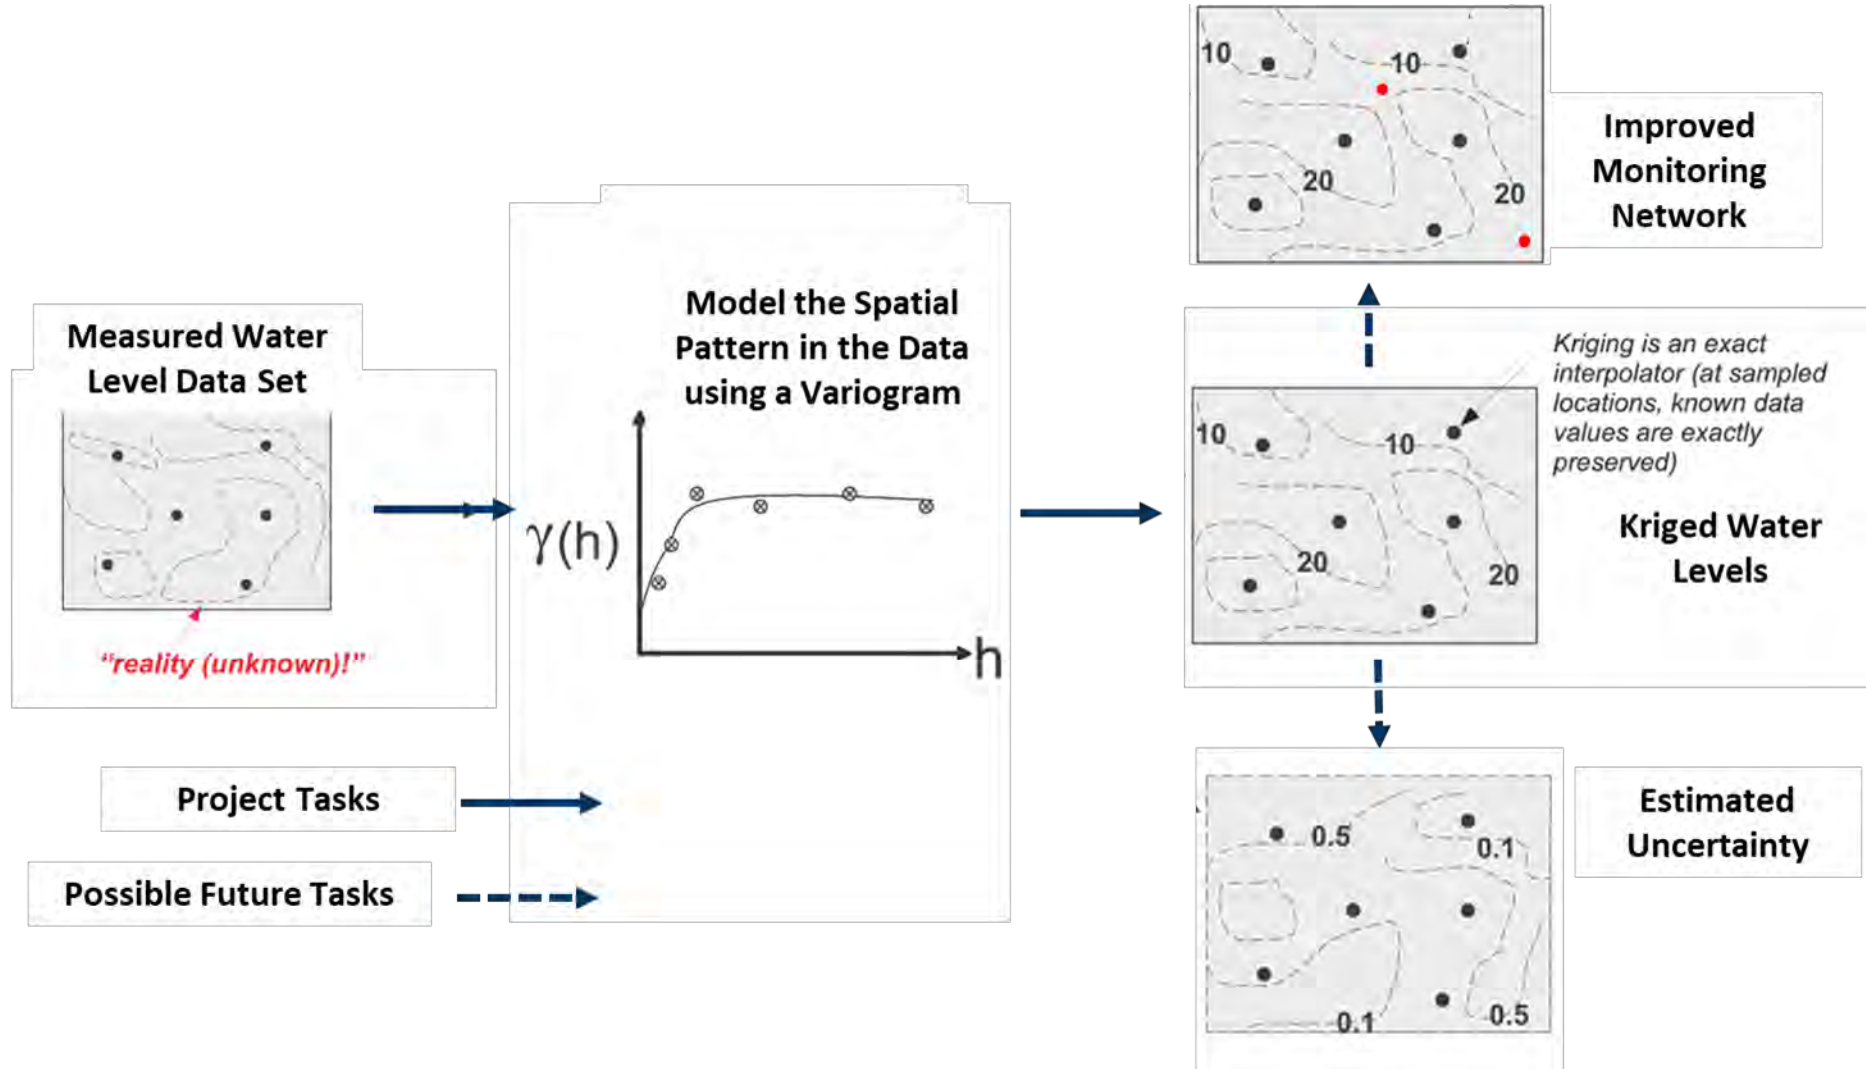 Measured Water
Level Data Set
"reality (unknown)!"
Project Tasks
Possible Future Tasks
Model the Spatial
Pattern in the Data
using a Variogram
γ(h)
h
10
10
20
20
Improved
Monitoring
Network
Kriging is an exact
interpolator (at sampled
locations, known data
values are exactly
preserved)
10
10
20
20
Kriged Water
Levels
0.5
0.1
0.1
0.5
Estimated
Uncertainty